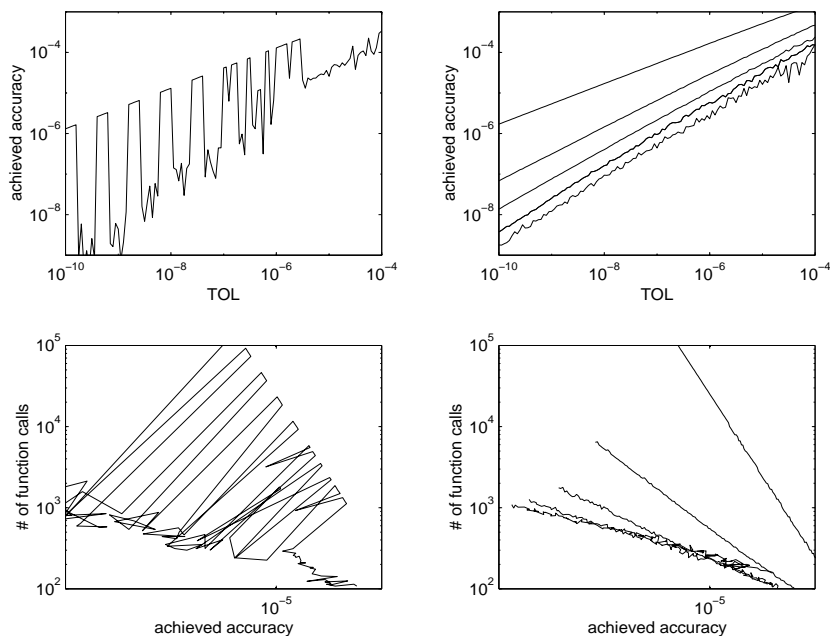 10^-4
10^-6
10^-8
achieved accuracy
10^-10 10^-8 10^-6 10^-4
TOL
10^-4
10^-6
10^-8
achieved accuracy
10^-10 10^-8 10^-6 10^-4
TOL
10^5
10^4
10^3
10^2
# of function calls
10^-5
achieved accuracy
10^5
10^4
10^3
10^2
# of function calls
10^-5
achieved accuracy